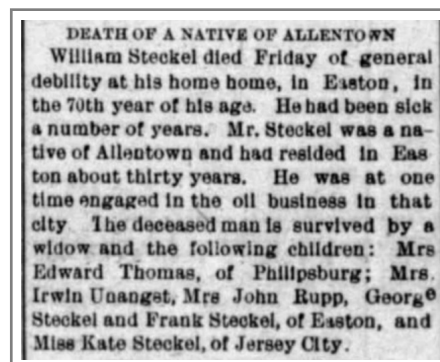 DEATH OF A NATIVE OF ALLENTOWN
William Steckel died Friday of general
debility at his home home, in Easton, in
the 70th year of his age. He had been sick
a number of years. Mr. Steckel was a na-
tive of Allentown and had resided in Eas
ton about thirty years. He was at one
time engaged in the oil business in that
city The deceased man is survived by a
widow and the following children: Mrs
Edward Thomas, of Philipsburg; Mrs.
Irwin Unangst, Mrs John Rupp, George
Steckel and Frank Steckel, of Easton, and
Miss Kate Steckel, of Jersey City.